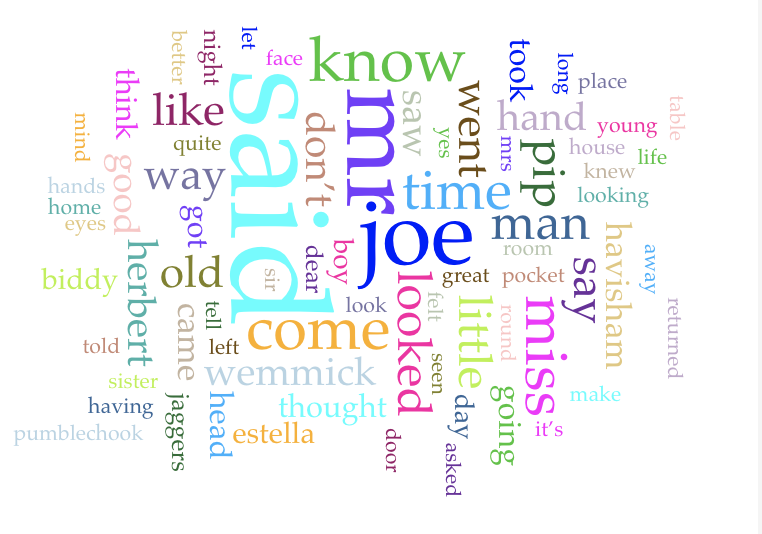 let
better
night
face
know
took
long
place
think
said
like
mr
saw
went
hand
young
table
mind
quite
don't
yes
mrs
pip
house
life
good
way
time
knew
hands
looking
home
eyes
got
joe
man
room
havisham
away
herbert
old
sir
dear
boy
great
pocket
say
biddy
look
looked
felt
little
round
miss
returned
came
tell
left
come
told
wemmick
seen
sister
having
jaggers
head
thought
day
going
make
pumblechook
estella
door
asked
it's